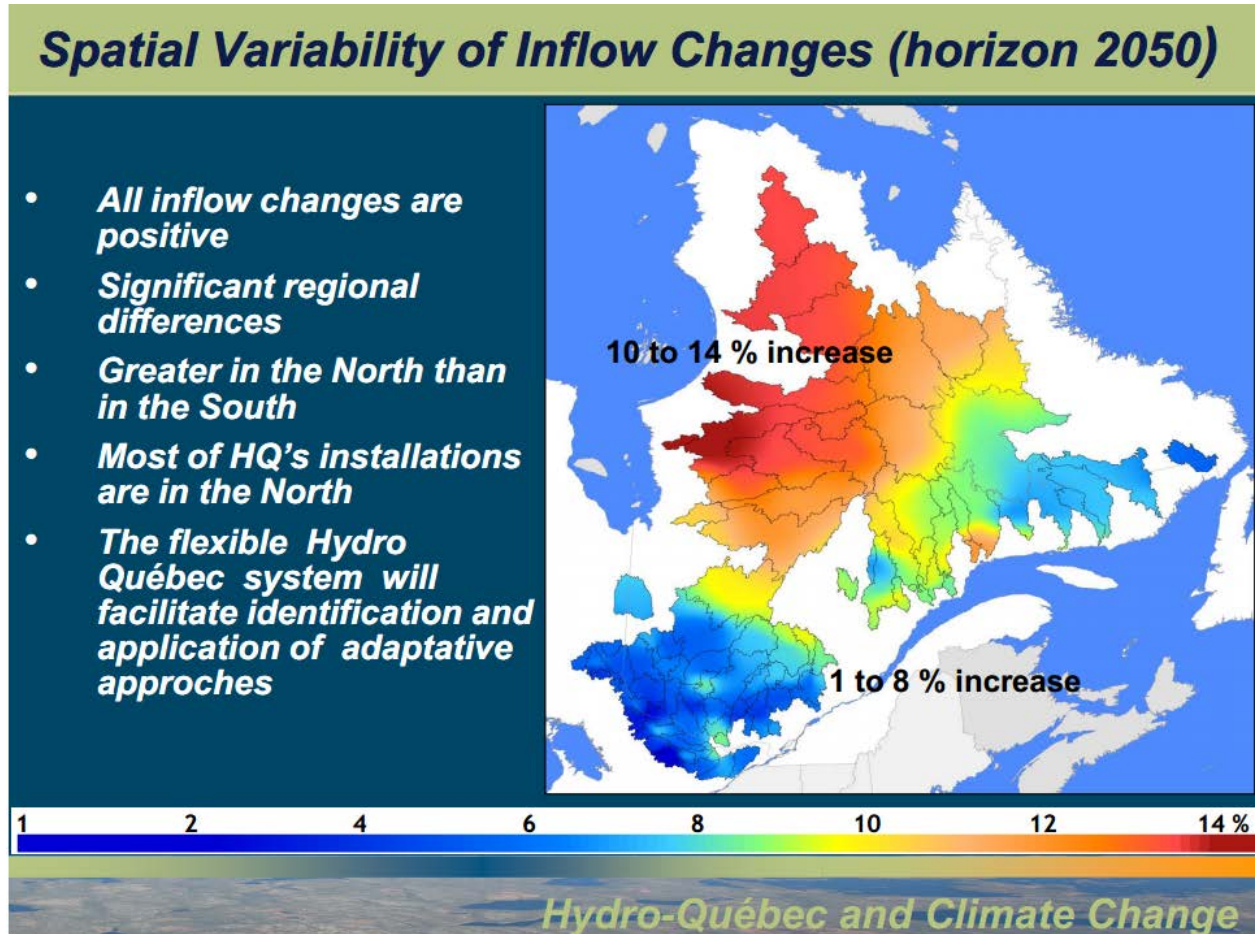 Spatial Variability of Inflow Changes (horizon 2050)
• All inflow changes are
positive
• Significant regional
differences
• Greater in the North than
in the South
• Most of HQ's installations
are in the North
• The flexible Hydro
Québec system will
facilitate identification and
application of adaptative
approches
10 to 14 % increase
1 to 8 % increase
1 2 4 6 8 10 12 14 %
Hydro-Québec and Climate Change